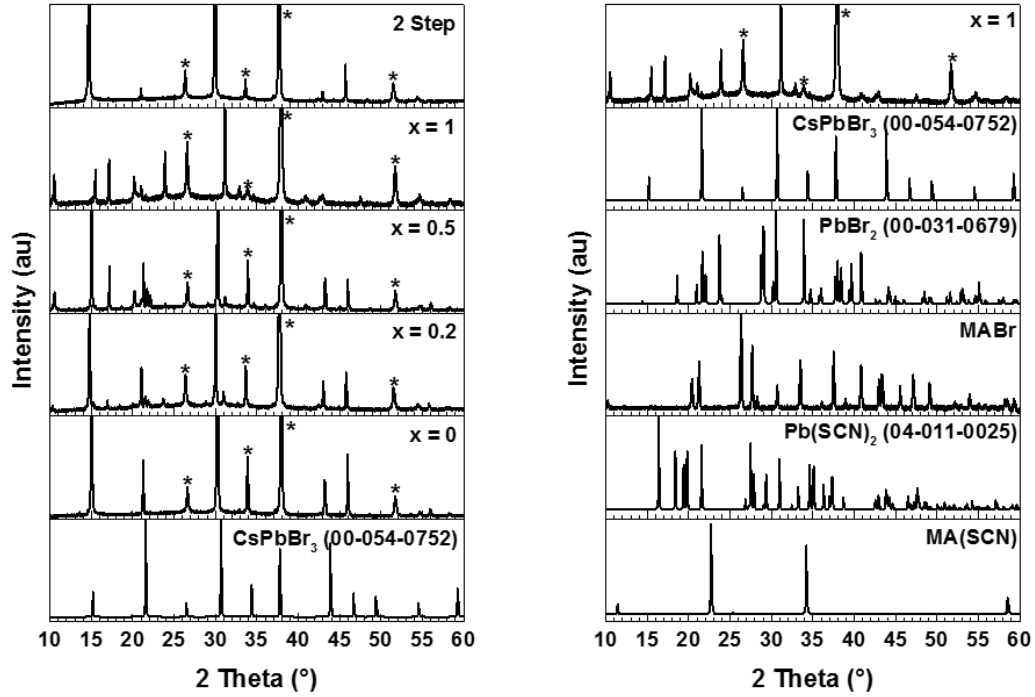 2 Step
*
*
*
*
x = 1
*
*
*
*
x = 0.5
*
*
*
*
x = 0.2
*
*
*
*
x = 0
*
*
*
*
CsPbBr3 (00-054-0752)
Intensity (au)
10 15 20 25 30 35 40 45 50 55 60
2 Theta (°)
x = 1
*
*
*
*
CsPbBr3 (00-054-0752)
PbBr2 (00-031-0679)
MABr
Pb(SCN)2 (04-011-0025)
MA(SCN)
Intensity (au)
10 15 20 25 30 35 40 45 50 55 60
2 Theta (°)